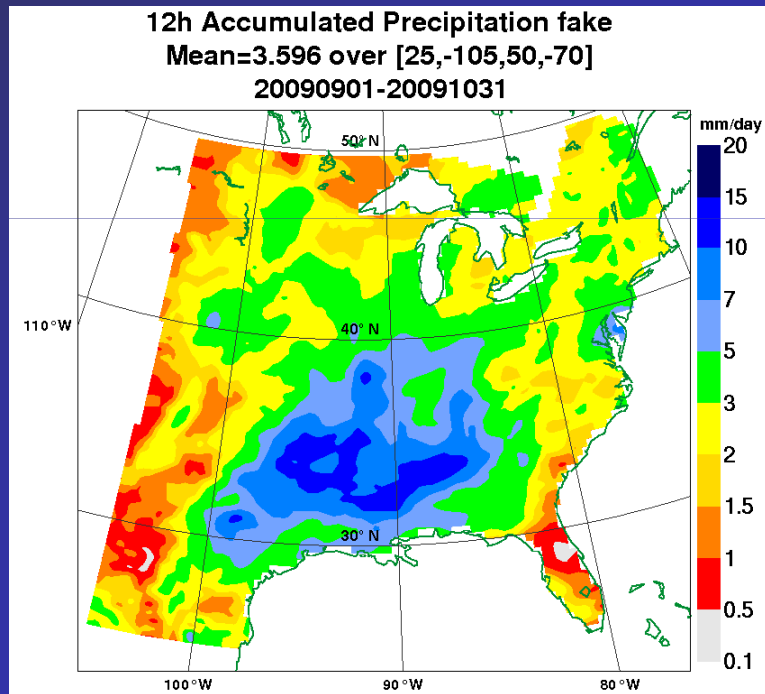 12h Accumulated Precipitation fake
Mean=3.596 over [25,-105,50,-70]
20090901-20091031
mm/day
20
15
10
7
5
3
2
1.5
1
0.5
0.1
50° N
110° W
40° N
30° N
100° W
90° W
80° W